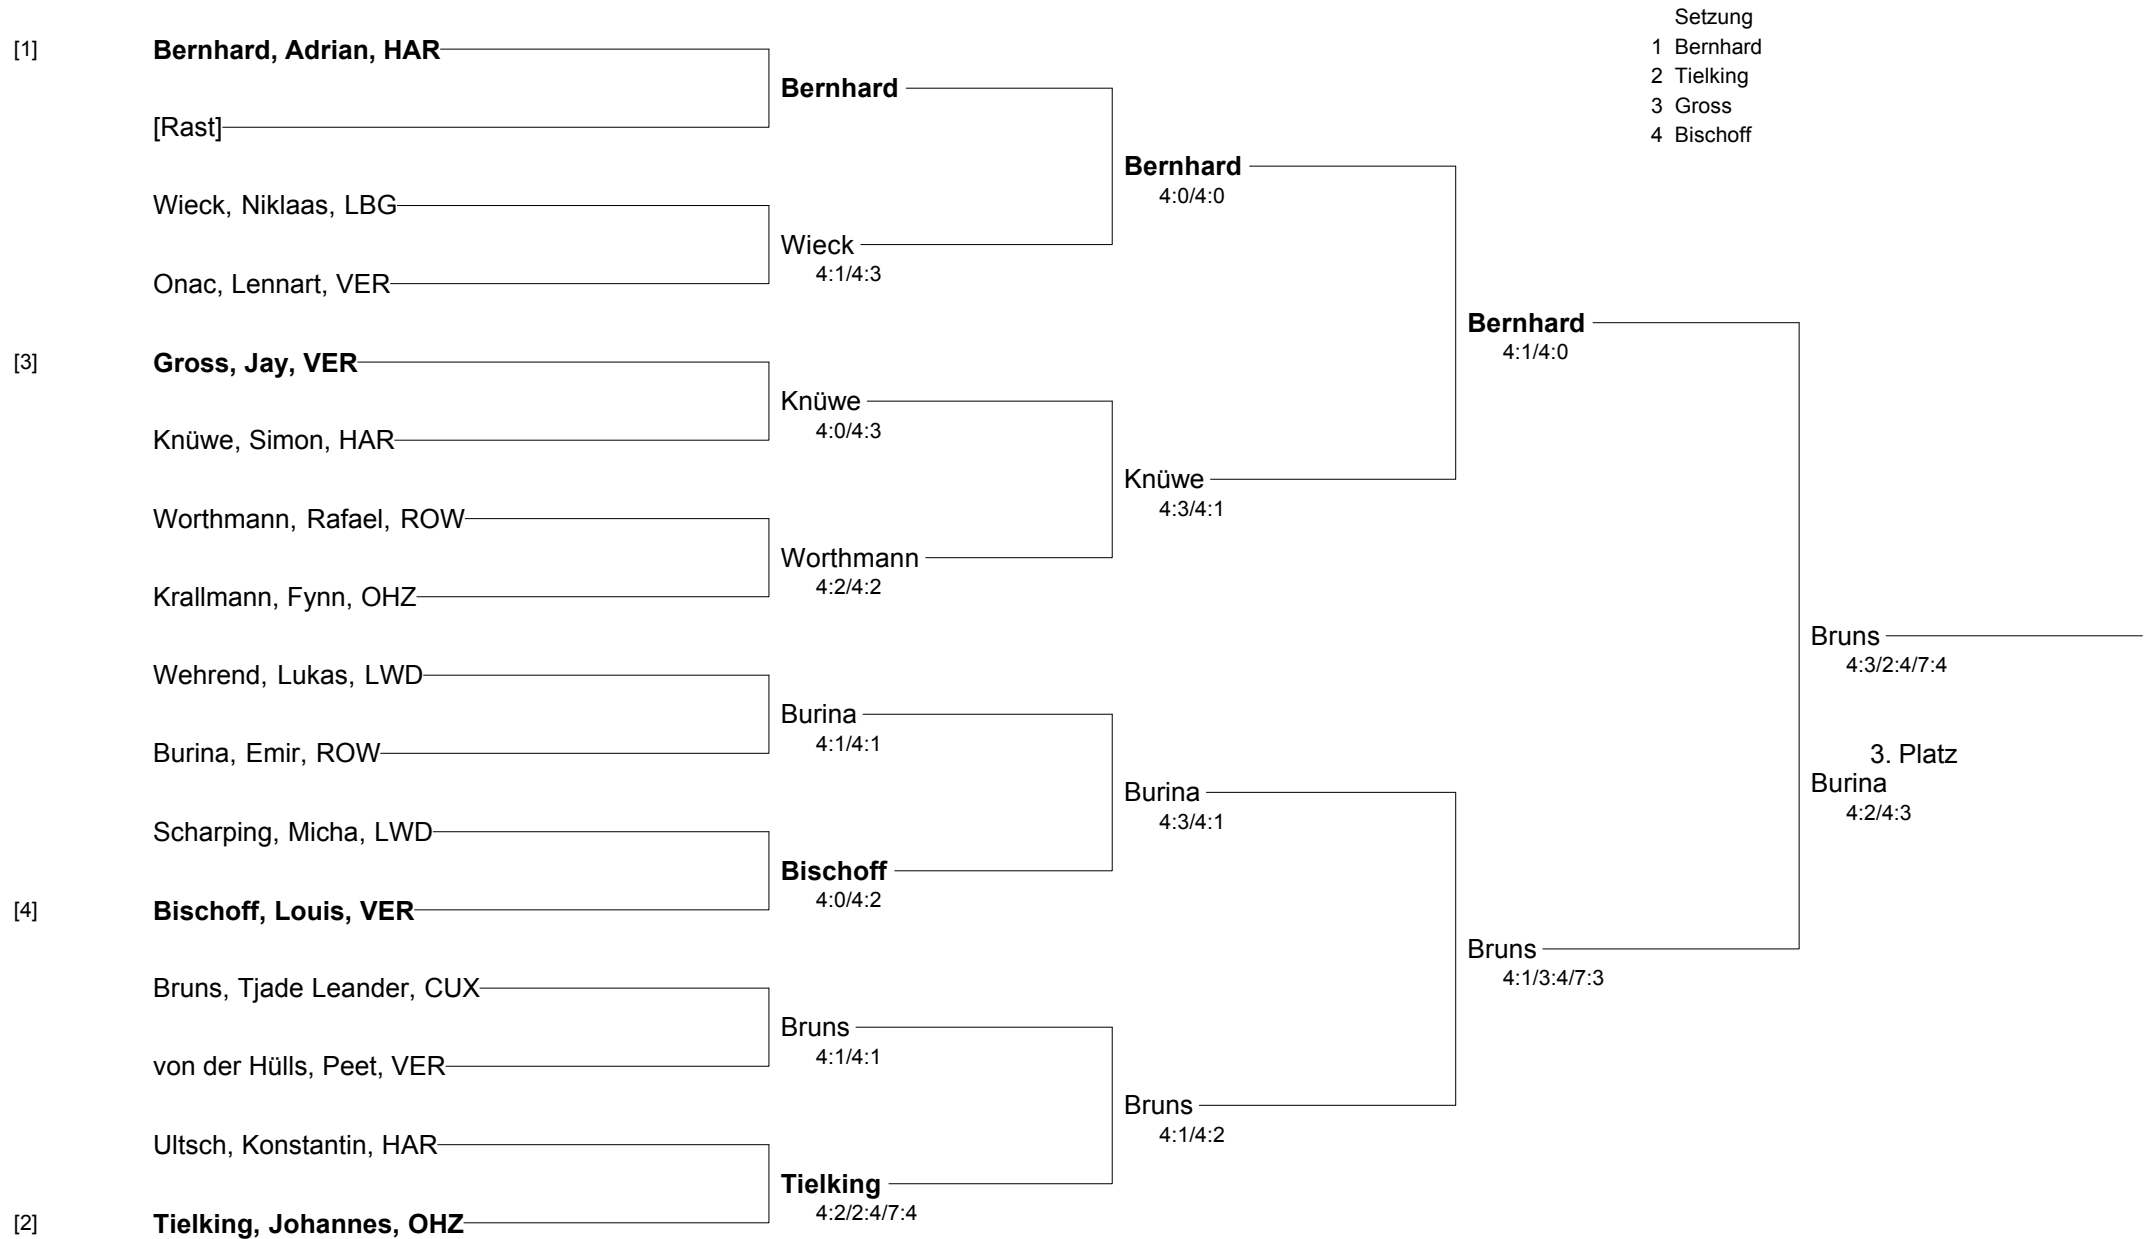 Setzung
1 Bernhard
2 Tielking
3 Gross
4 Bischoff
[1] Bernhard, Adrian, HAR
[Rast]
Wieck, Niklaas, LBG
Onac, Lennart, VER
[3] Gross, Jay, VER
Knüwe, Simon, HAR
Worthmann, Rafael, ROW
Krallmann, Fynn, OHZ
Wehrend, Lukas, LWD
Burina, Emir, ROW
Scharping, Micha, LWD
[4] Bischoff, Louis, VER
Bruns, Tjade Leander, CUX
von der Hülls, Peet, VER
Ultsch, Konstantin, HAR
[2] Tielking, Johannes, OHZ
Bernhard
Wieck
4:1/4:3
Knüwe
4:0/4:3
Worthmann
4:2/4:2
Burina
4:1/4:1
Bischoff
4:0/4:2
Bruns
4:1/4:1
Tielking
4:2/2:4/7:4
Bernhard
4:0/4:0
Knüwe
4:3/4:1
Burina
4:3/4:1
Bruns
4:1/4:2
Bernhard
4:1/4:0
Bruns
4:1/3:4/7:3
Bruns
4:3/2:4/7:4
3. Platz
Burina
4:2/4:3